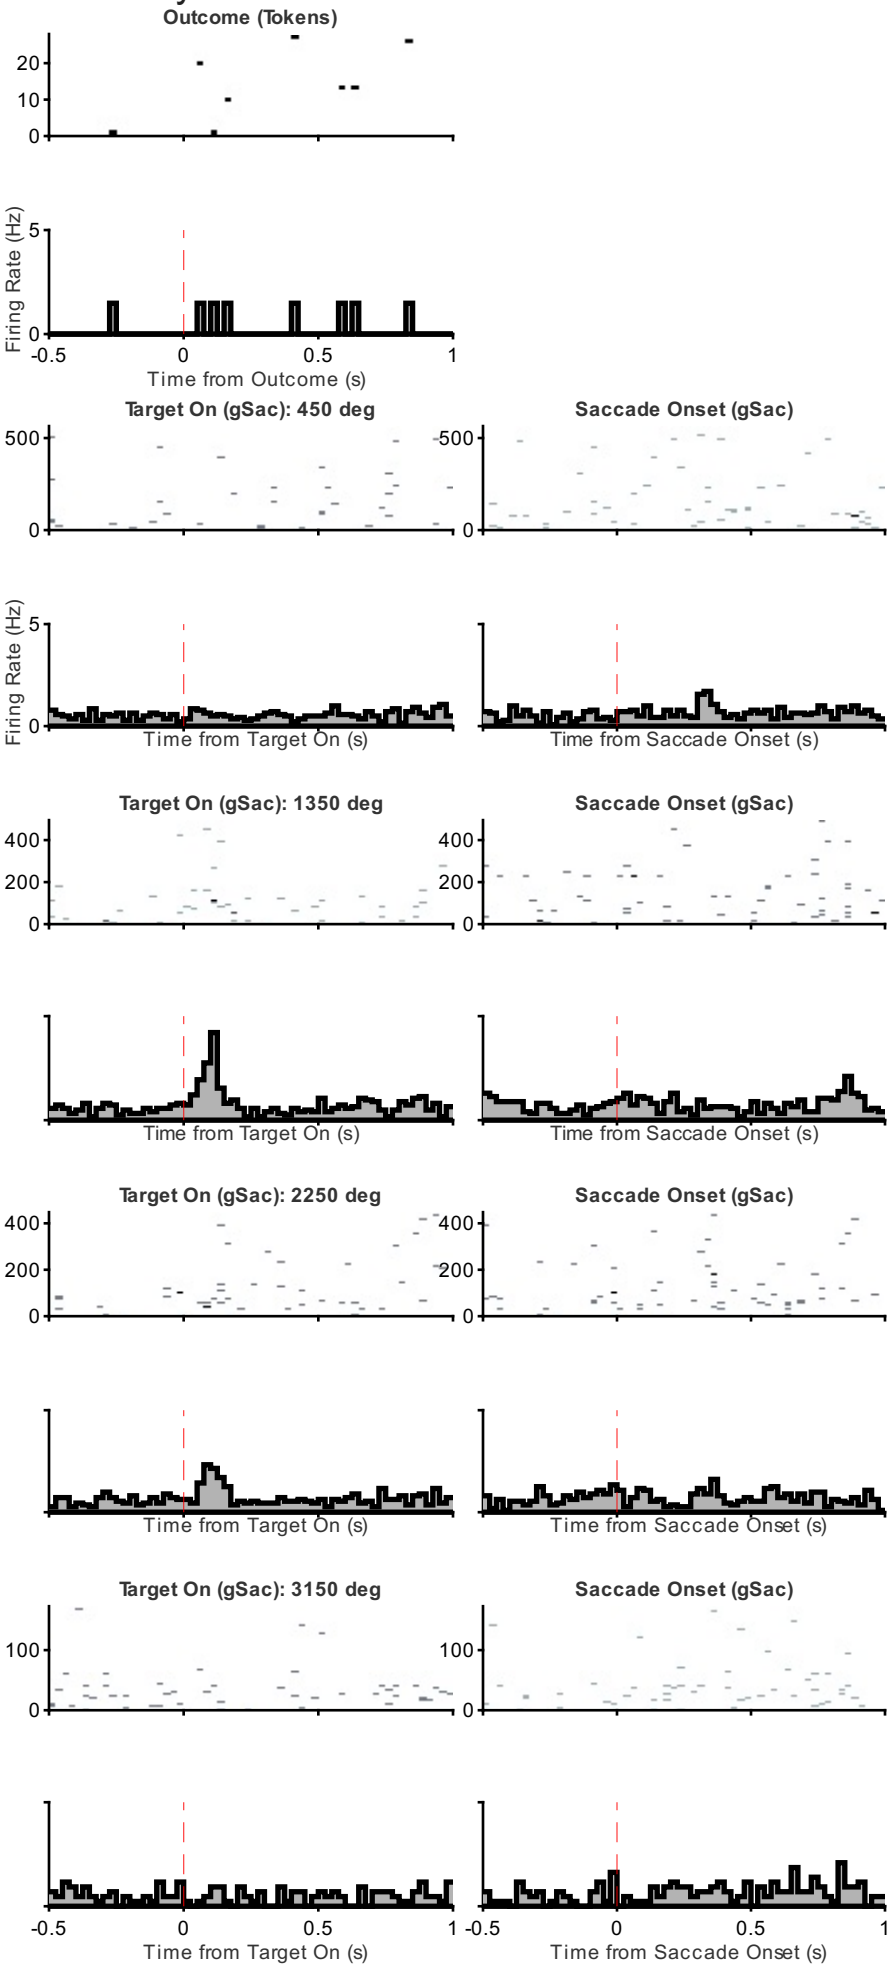 Outcome (Tokens)
20
10
0
Firing Rate (Hz)
5
0
-0.5 0 0.5 1
Time from Outcome (s)
Target On (gSac): 450 deg Saccade Onset (gSac)
500 500
0 0
Firing Rate (Hz)
5
0
Time from Target On (s) Time from Saccade Onset (s)
Target On (gSac): 1350 deg Saccade Onset (gSac)
400 400
200 200
0 0
Time from Target On (s) Time from Saccade Onset (s)
Target On (gSac): 2250 deg Saccade Onset (gSac)
400 400
200 200
0 0
Time from Target On (s) Time from Saccade Onset (s)
Target On (gSac): 3150 deg Saccade Onset (gSac)
100 100
0 0
-0.5 0 0.5 1 -0.5 0 0.5 1
Time from Target On (s) Time from Saccade Onset (s)